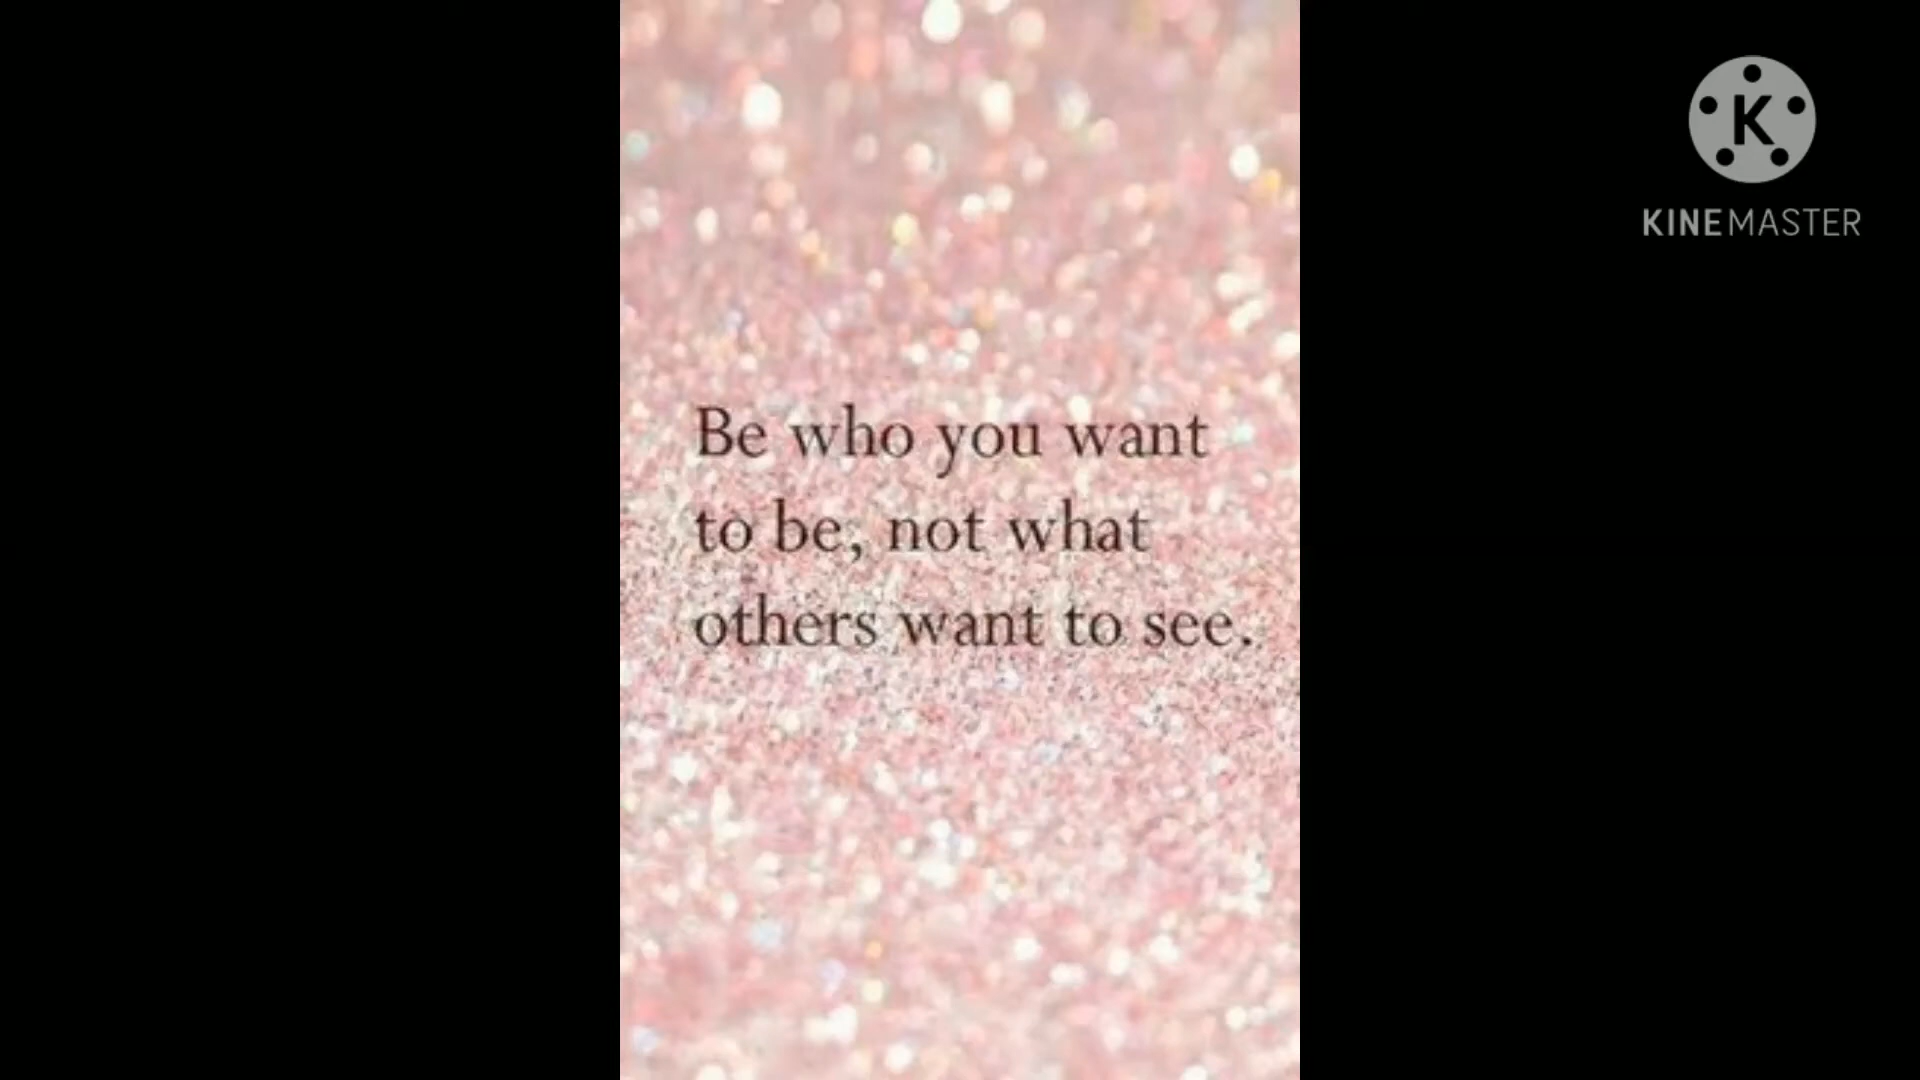 Be who you want
to be, not what
others want to see.
K
KINEMASTER